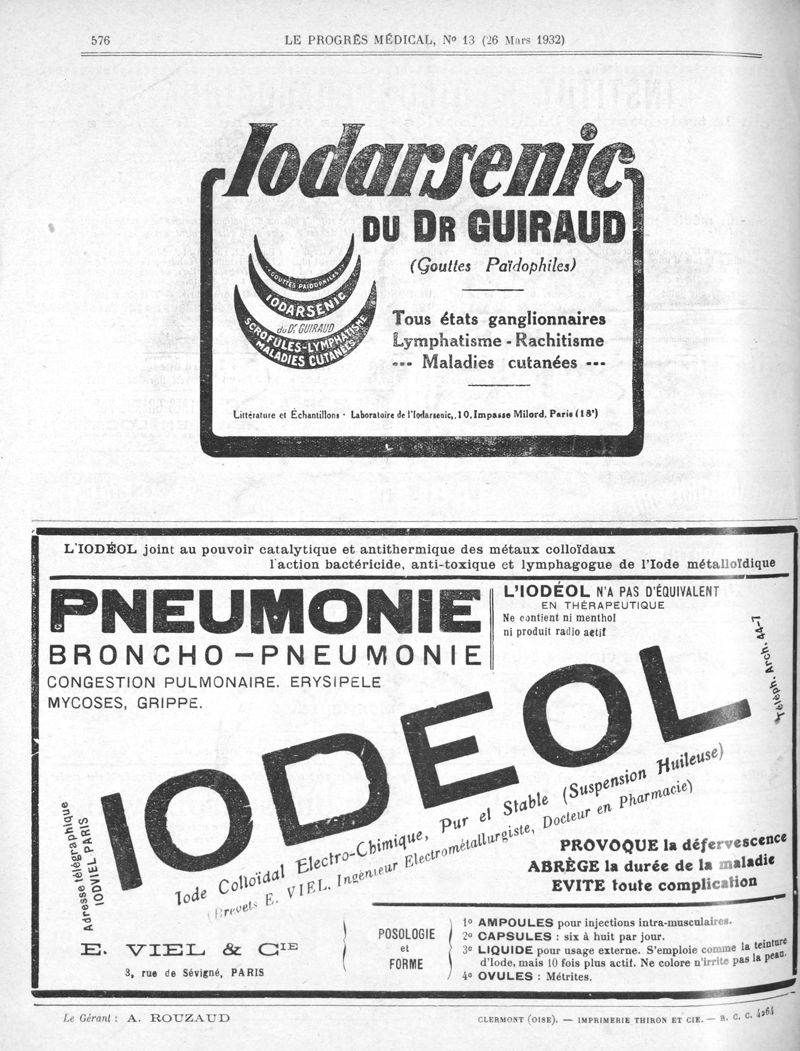 576 LE PROGRÈS MÉDICAL, No 13 (26 Mars 1932)
Iodarsenic
DU DR GUIRAUD
(Gouttes Païdophiles)
GOUTTES PAÏDOPHILES
IODARSENIC
du Dr. GUIRAUD
SCROFULES-LYMPHATISME
MALADIES CUTANÉES
Tous états ganglionnaires
Lymphatisme - Rachitisme
--- Maladies cutanées ---
Littérature et Échantillons - Laboratoire de l'Iodarsenic, 10, Impasse Milord, Paris (18e)
L'IODÉOL joint au pouvoir catalytique et antithermique des métaux colloïdaux
l'action bactéricide, anti-toxique et lymphagogue de l'Iode métalloïdique
PNEUMONIE
BRONCHO-PNEUMONIE
CONGESTION PULMONAIRE. ERYSIPELE
MYCOSES, GRIPPE.
L'IODÉOL N'A PAS D'ÉQUIVALENT
EN THÉRAPEUTIQUE
Ne contient ni menthol
ni produit radio actif
Téléph. Arch. 44-7
IODEOL
Iode Colloïdal Electro-Chimique, Pur et Stable (Suspension Huileuse)
(Brevets E. VIEL, Ingénieur Electrométallurgiste, Docteur en Pharmacie)
Adresse télégraphique
IODVIEL PARIS
PROVOQUE la défervescence
ABRÈGE la durée de la maladie
EVITE toute complication
E. VIEL & CIE
3, rue de Sévigné, PARIS
POSOLOGIE
et
FORME
1o AMPOULES pour injections intra-musculaires.
2o CAPSULES : six à huit par jour.
3o LIQUIDE pour usage externe. S'emploie comme la teinture
d'Iode, mais 10 fois plus actif. Ne colore n'irrite pas la peau.
4o OVULES : Métrites.
Le Gérant : A. ROUZAUD
CLERMONT (OISE). — IMPRIMERIE THIRON ET CIE. — R. C. C. 4264